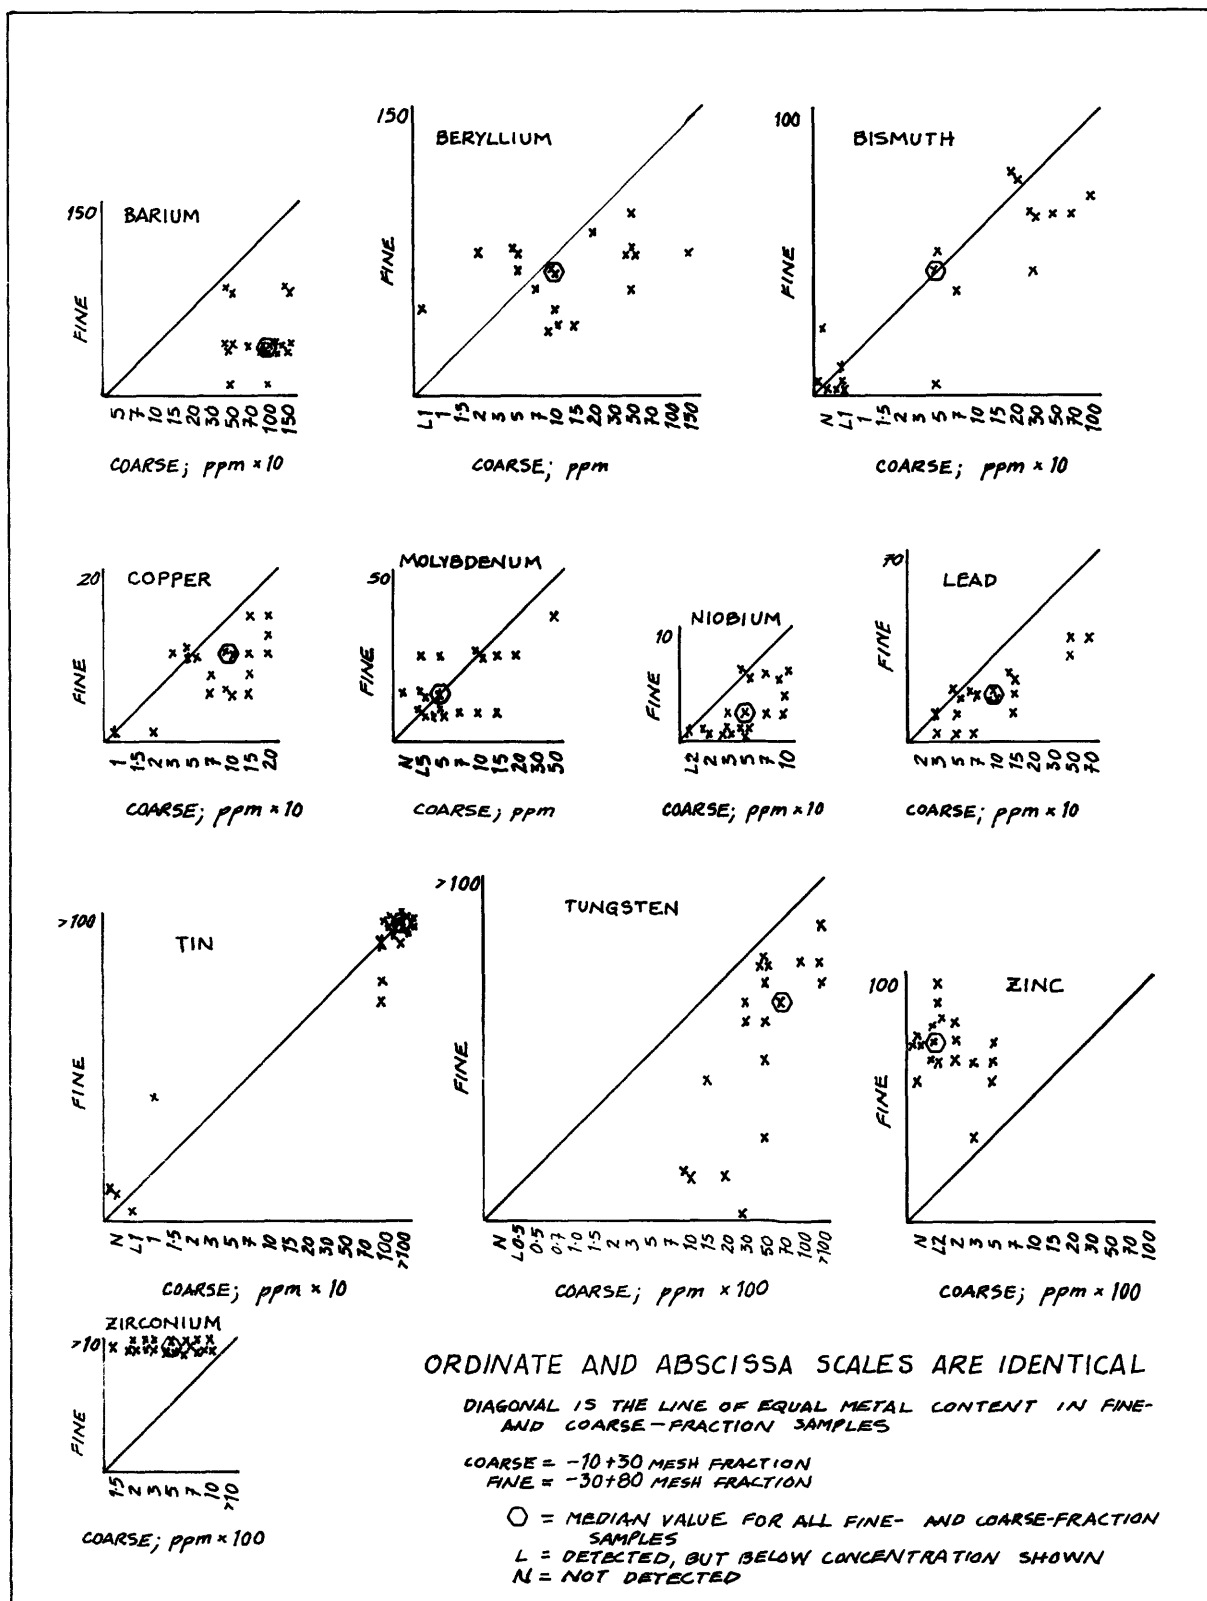 150
BARIUM
FINE
5 7 10 15 20 30 50 70 100 150
COARSE; ppm × 10
150
BERYLLIUM
FINE
L1 1 1.5 2 3 5 7 10 15 20 30 50 70 100 150
COARSE; ppm
100
BISMUTH
FINE
N L1 1 1.5 2 3 5 7 10 15 20 30 50 70 100
COARSE; ppm × 10
20
COPPER
FINE
1 1.5 2 3 5 7 10 15 20
COARSE; ppm × 10
MOLYBDENUM
50
FINE
N L5 5 7 10 15 20 30 50
COARSE; ppm
NIOBIUM
10
FINE
L2 2 3 5 7 10
COARSE; ppm × 10
70
LEAD
FINE
2 3 5 7 10 15 20 30 50 70
COARSE; ppm × 10
>100
TIN
FINE
N L1 1 1.5 2 3 5 7 10 15 20 30 50 70 100 >100
COARSE; ppm × 10
>100
TUNGSTEN
FINE
N L0.5 0.5 0.7 1.0 1.5 2 3 5 7 10 15 20 30 50 70 100 >100
COARSE; ppm × 100
100
ZINC
FINE
N L2 2 3 5 7 10 15 20 30 50 70 100
COARSE; ppm × 100
ZIRCONIUM
>10
FINE
1.5 2 3 5 7 10 >10
COARSE; ppm × 100
ORDINATE AND ABSCISSA SCALES ARE IDENTICAL
DIAGONAL IS THE LINE OF EQUAL METAL CONTENT IN FINE-
AND COARSE-FRACTION SAMPLES
COARSE = -10+30 MESH FRACTION
FINE = -30+80 MESH FRACTION
= MEDIAN VALUE FOR ALL FINE- AND COARSE-FRACTION
SAMPLES
L = DETECTED, BUT BELOW CONCENTRATION SHOWN
N = NOT DETECTED